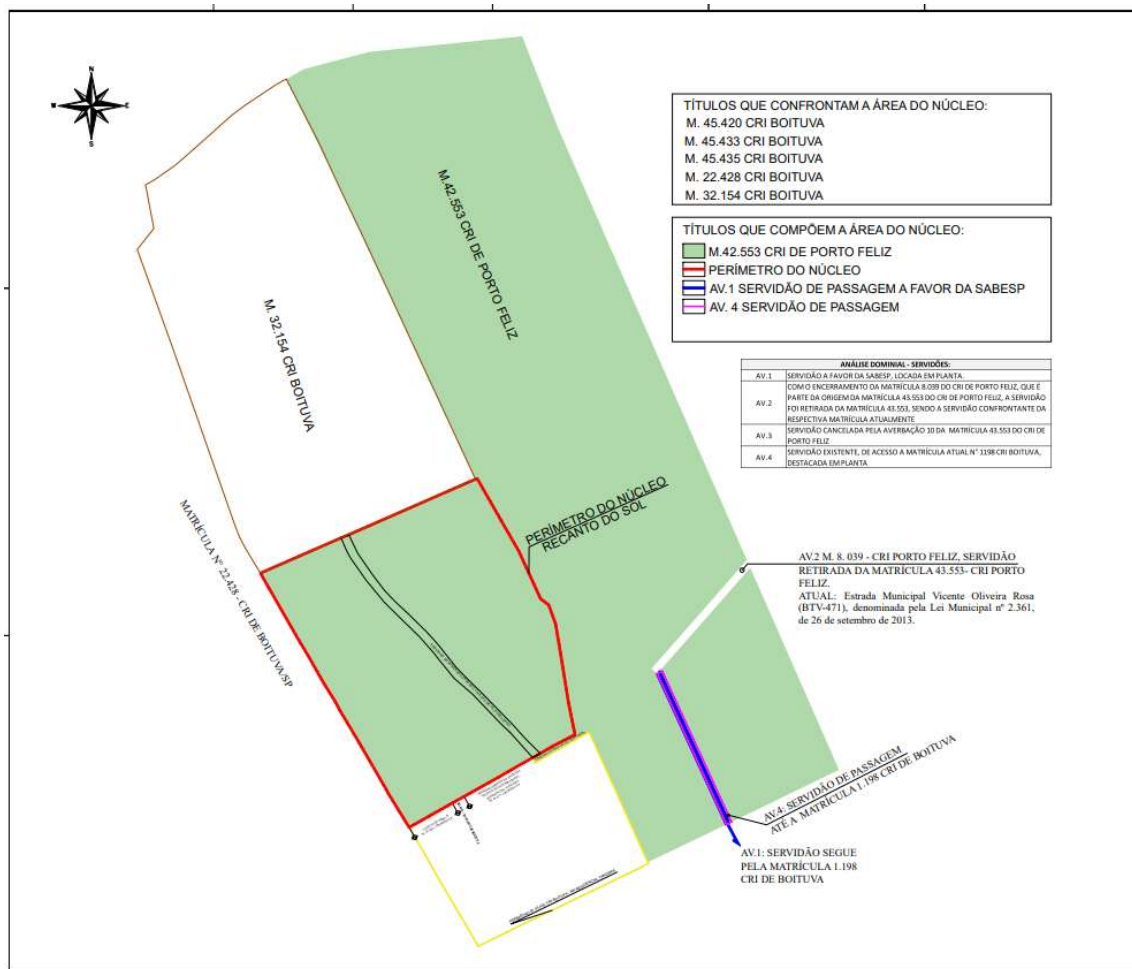 N
W
E
S
TÍTULOS QUE CONFRONTAM A ÁREA DO NÚCLEO:
M. 45.420 CRI BOITUVA
M. 45.433 CRI BOITUVA
M. 45.435 CRI BOITUVA
M. 22.428 CRI BOITUVA
M. 32.154 CRI BOITUVA
TÍTULOS QUE COMPÕEM A ÁREA DO NÚCLEO:
M.42.553 CRI DE PORTO FELIZ
PERÍMETRO DO NÚCLEO
AV.1 SERVIDÃO DE PASSAGEM A FAVOR DA SABESP
AV. 4 SERVIDÃO DE PASSAGEM
ANÁLISE DOMINIAL - SERVIDÕES:
AV.1 SERVIDÃO A FAVOR DA SABESP, LOCADA EM PLANTA.
AV.2 COM O ENCERRAMENTO DA MATRÍCULA 8.039 DO CRI DE PORTO FELIZ, QUE É
PARTE DA ORIGEM DA MATRÍCULA 43.553 DO CRI DE PORTO FELIZ, A SERVIDÃO
FOI RETIRADA DA MATRÍCULA 43.553, SENDO A SERVIDÃO CONFRONTANTE DA
RESPECTIVA MATRÍCULA ATUALMENTE
AV.3 SERVIDÃO CANCELADA PELA AVERBAÇÃO 10 DA MATRÍCULA 43.553 DO CRI DE
PORTO FELIZ
AV.4 SERVIDÃO EXISTENTE, DE ACESSO A MATRÍCULA ATUAL N° 1198 CRI BOITUVA,
DESTACADA EM PLANTA
M.42.553 CRI DE PORTO FELIZ
M. 32.154 CRI BOITUVA
PERÍMETRO DO NÚCLEO
RECANTO DO SOL
MATRÍCULA Nº 22.428 - CRI DE BOITUVA/SP
AV.2 M. 8. 039 - CRI PORTO FELIZ, SERVIDÃO
RETIRADA DA MATRÍCULA 43.553- CRI PORTO
FELIZ.
ATUAL: Estrada Municipal Vicente Oliveira Rosa
(BTV-471), denominada pela Lei Municipal nº 2.361,
de 26 de setembro de 2013.
AV.4: SERVIDÃO DE PASSAGEM
ATÉ A MATRÍCULA 1.198 CRI DE BOITUVA
AV.1: SERVIDÃO SEGUE
PELA MATRÍCULA 1.198
CRI DE BOITUVA